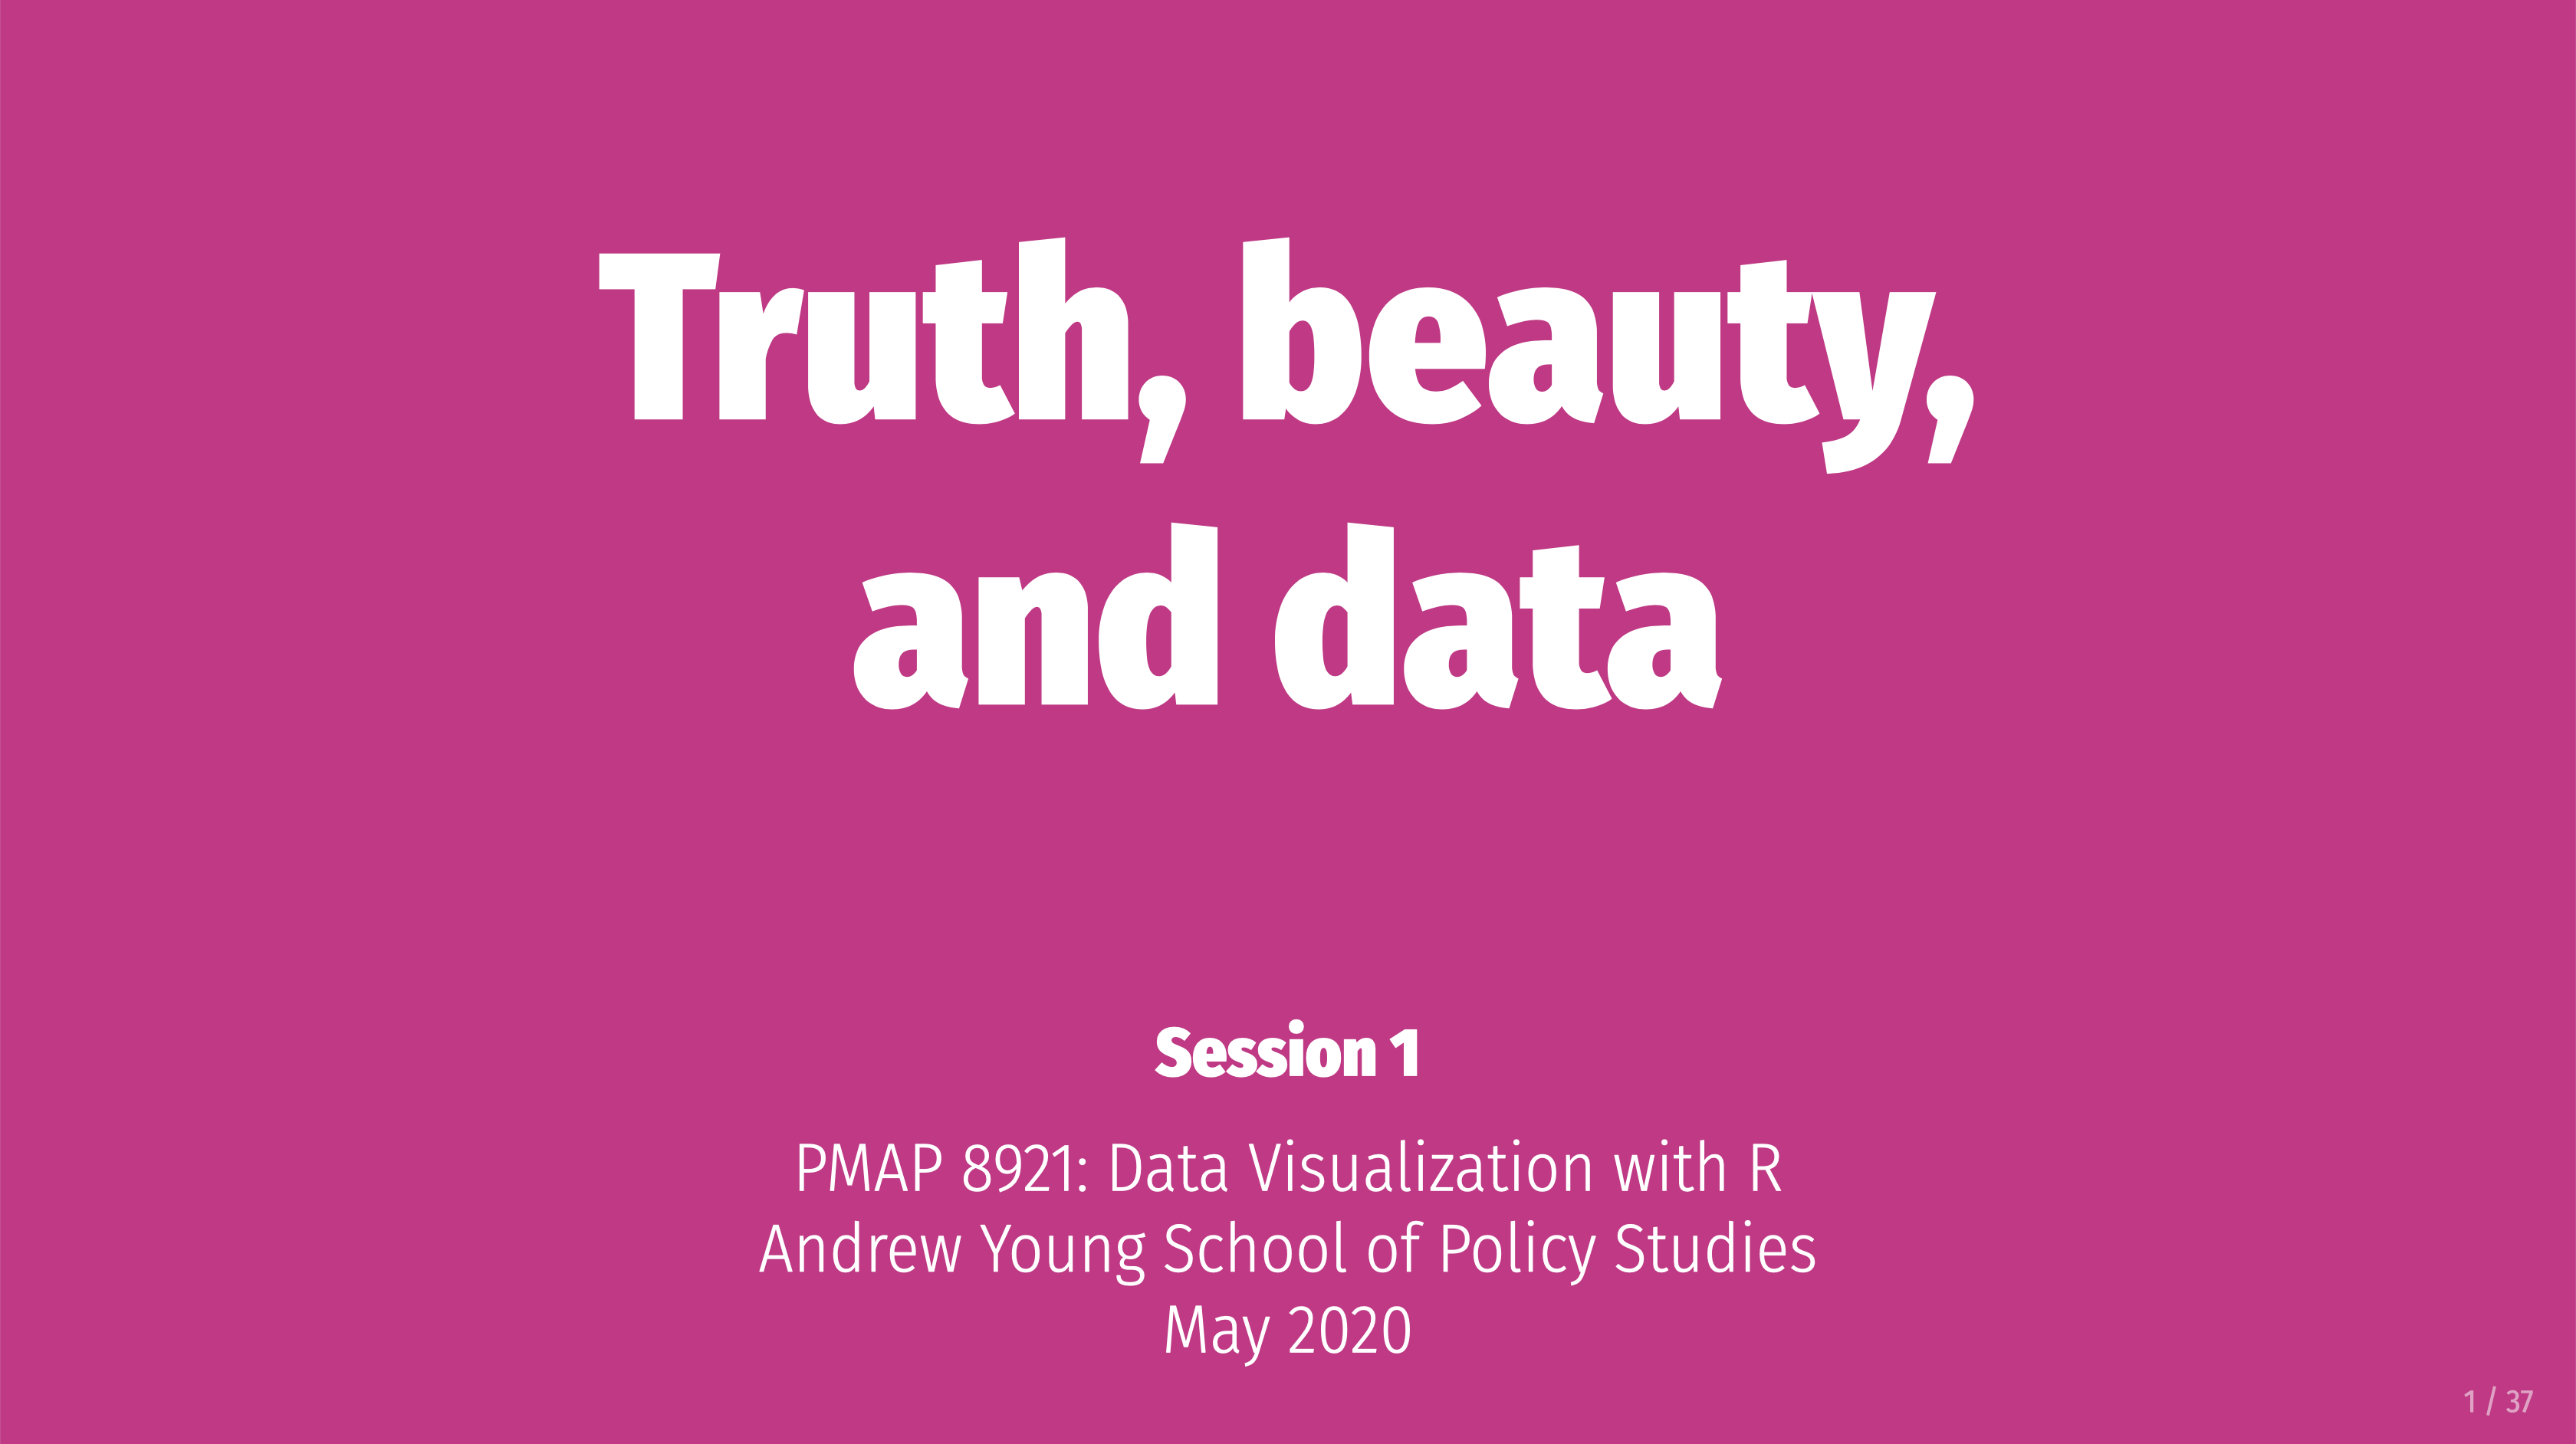 Truth, beauty,
and data
Session 1
PMAP 8921: Data Visualization with R
Andrew Young School of Policy Studies
May 2020
1 / 37